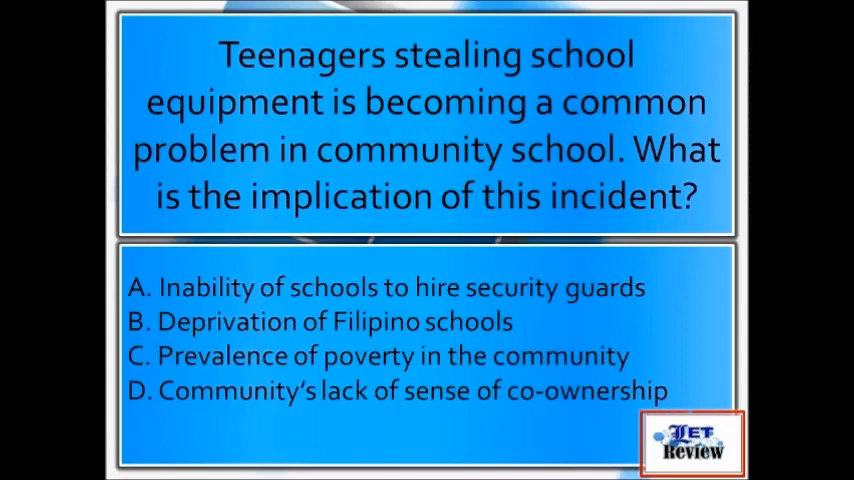 Teenagers stealing school
equipment is becoming a common
problem in community school. What
is the implication of this incident?
A. Inability of schools to hire security guards
B. Deprivation of Filipino schools
C. Prevalence of poverty in the community
D. Community's lack of sense of co-ownership
LET
Review